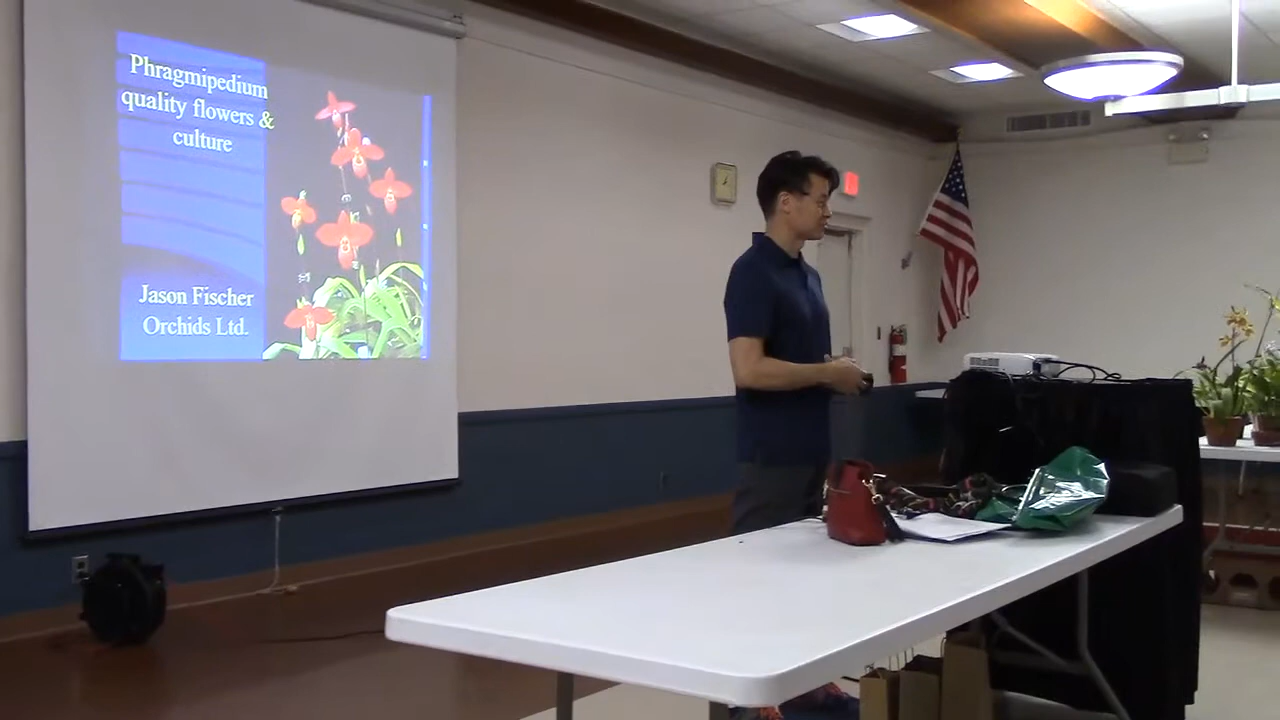 Phragmipedium
quality flowers &
culture
Jason Fischer
Orchids Ltd.